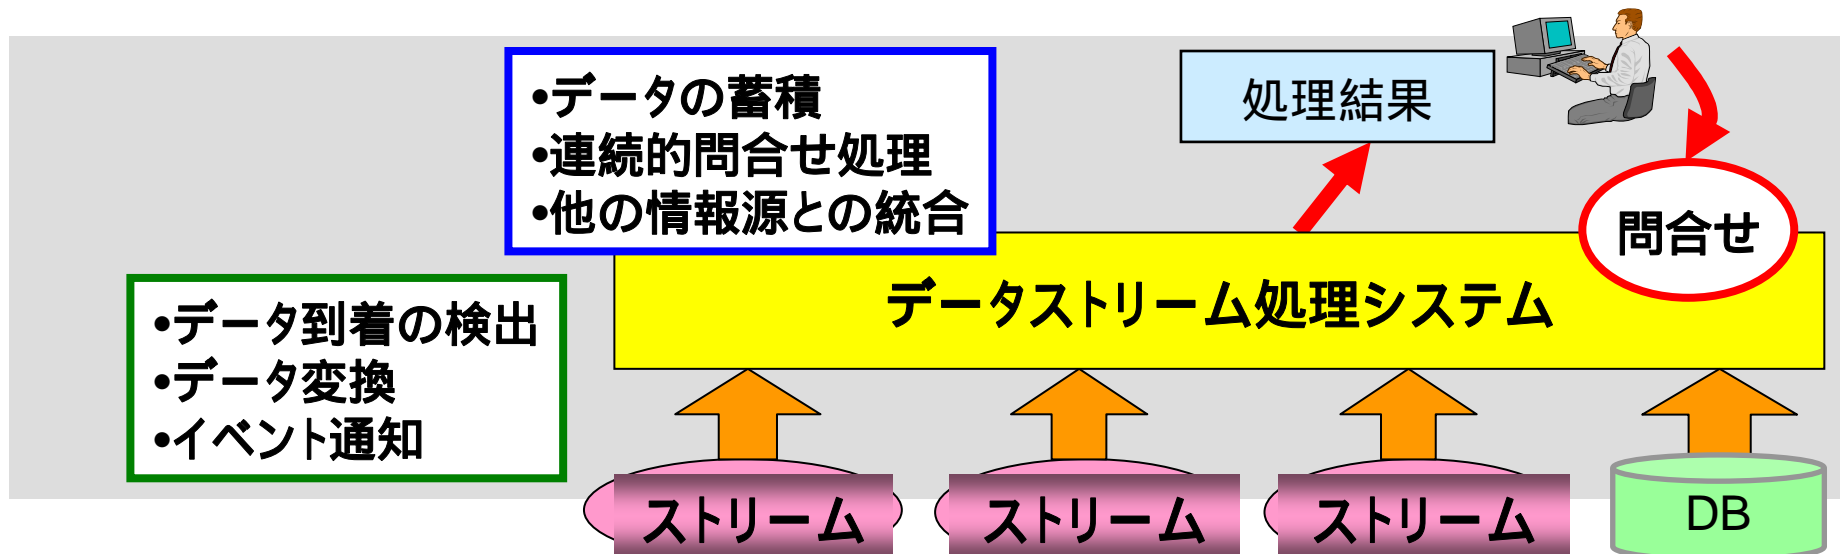 •データの蓄積
•連続的問合せ処理
•他の情報源との統合
処理結果
問合せ
データストリーム処理システム
•データ到着の検出
•データ変換
•イベント通知
ストリーム
ストリーム
ストリーム
DB